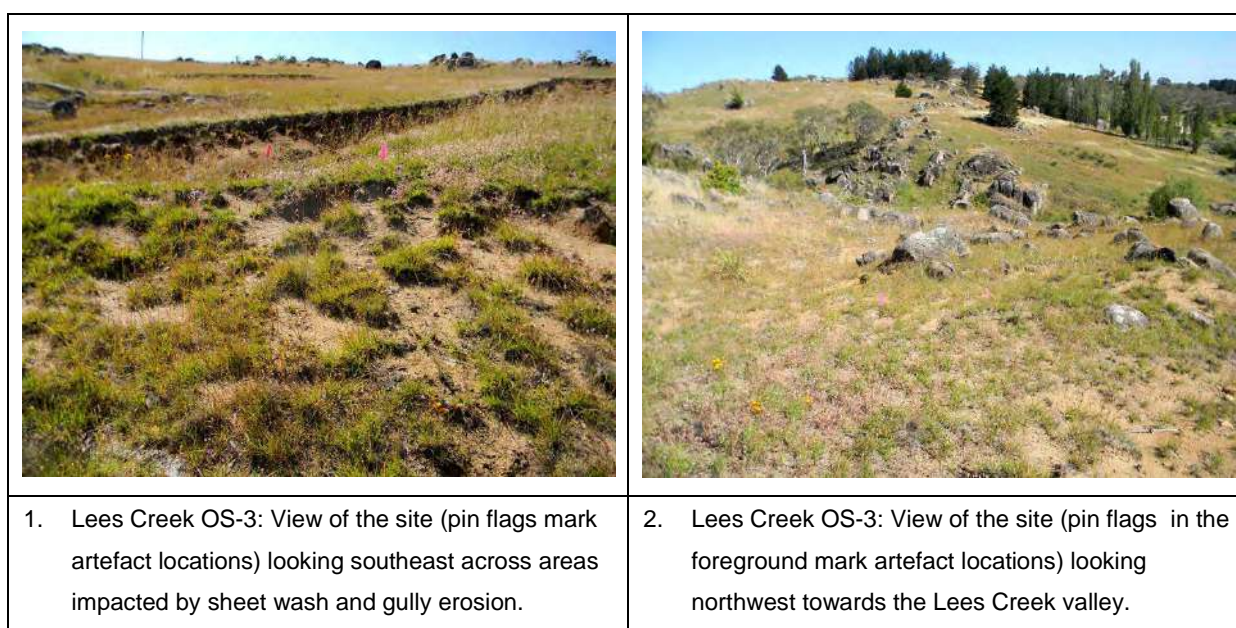 1. Lees Creek OS-3: View of the site (pin flags mark
artefact locations) looking southeast across areas
impacted by sheet wash and gully erosion.
2. Lees Creek OS-3: View of the site (pin flags in the
foreground mark artefact locations) looking
northwest towards the Lees Creek valley.